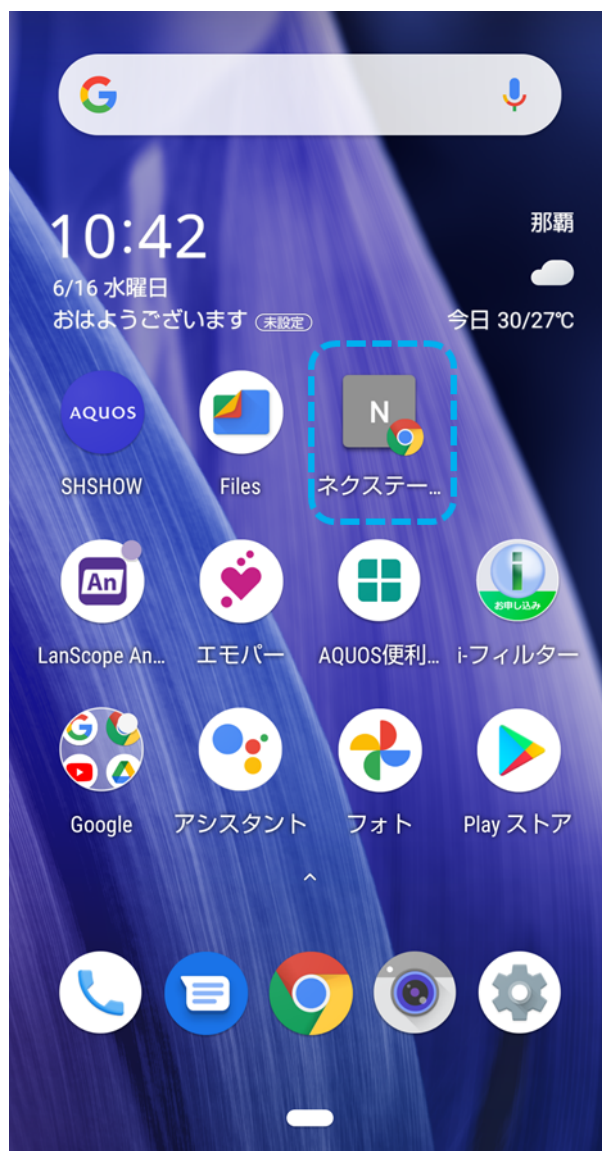 10:42
那覇
6/16 水曜日
おはようございます 未設定
今日 30/27℃
AQUOS
N
SHSHOW
Files
ネクステー...
An
お申し込み
LanScope An...
エモパー
AQUOS便利...
i-フィルター
Google
アシスタント
フォト
Play ストア